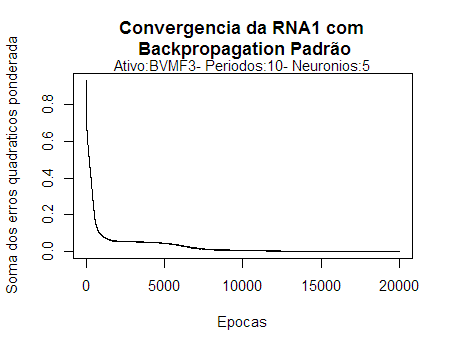 Convergencia da RNA1 com
Backpropagation Padrão
Ativo:BVMF3- Periodos:10- Neuronios:5
Soma dos erros quadraticos ponderada
0.8
0.6
0.4
0.2
0.0
0 5000 10000 15000 20000
Epocas